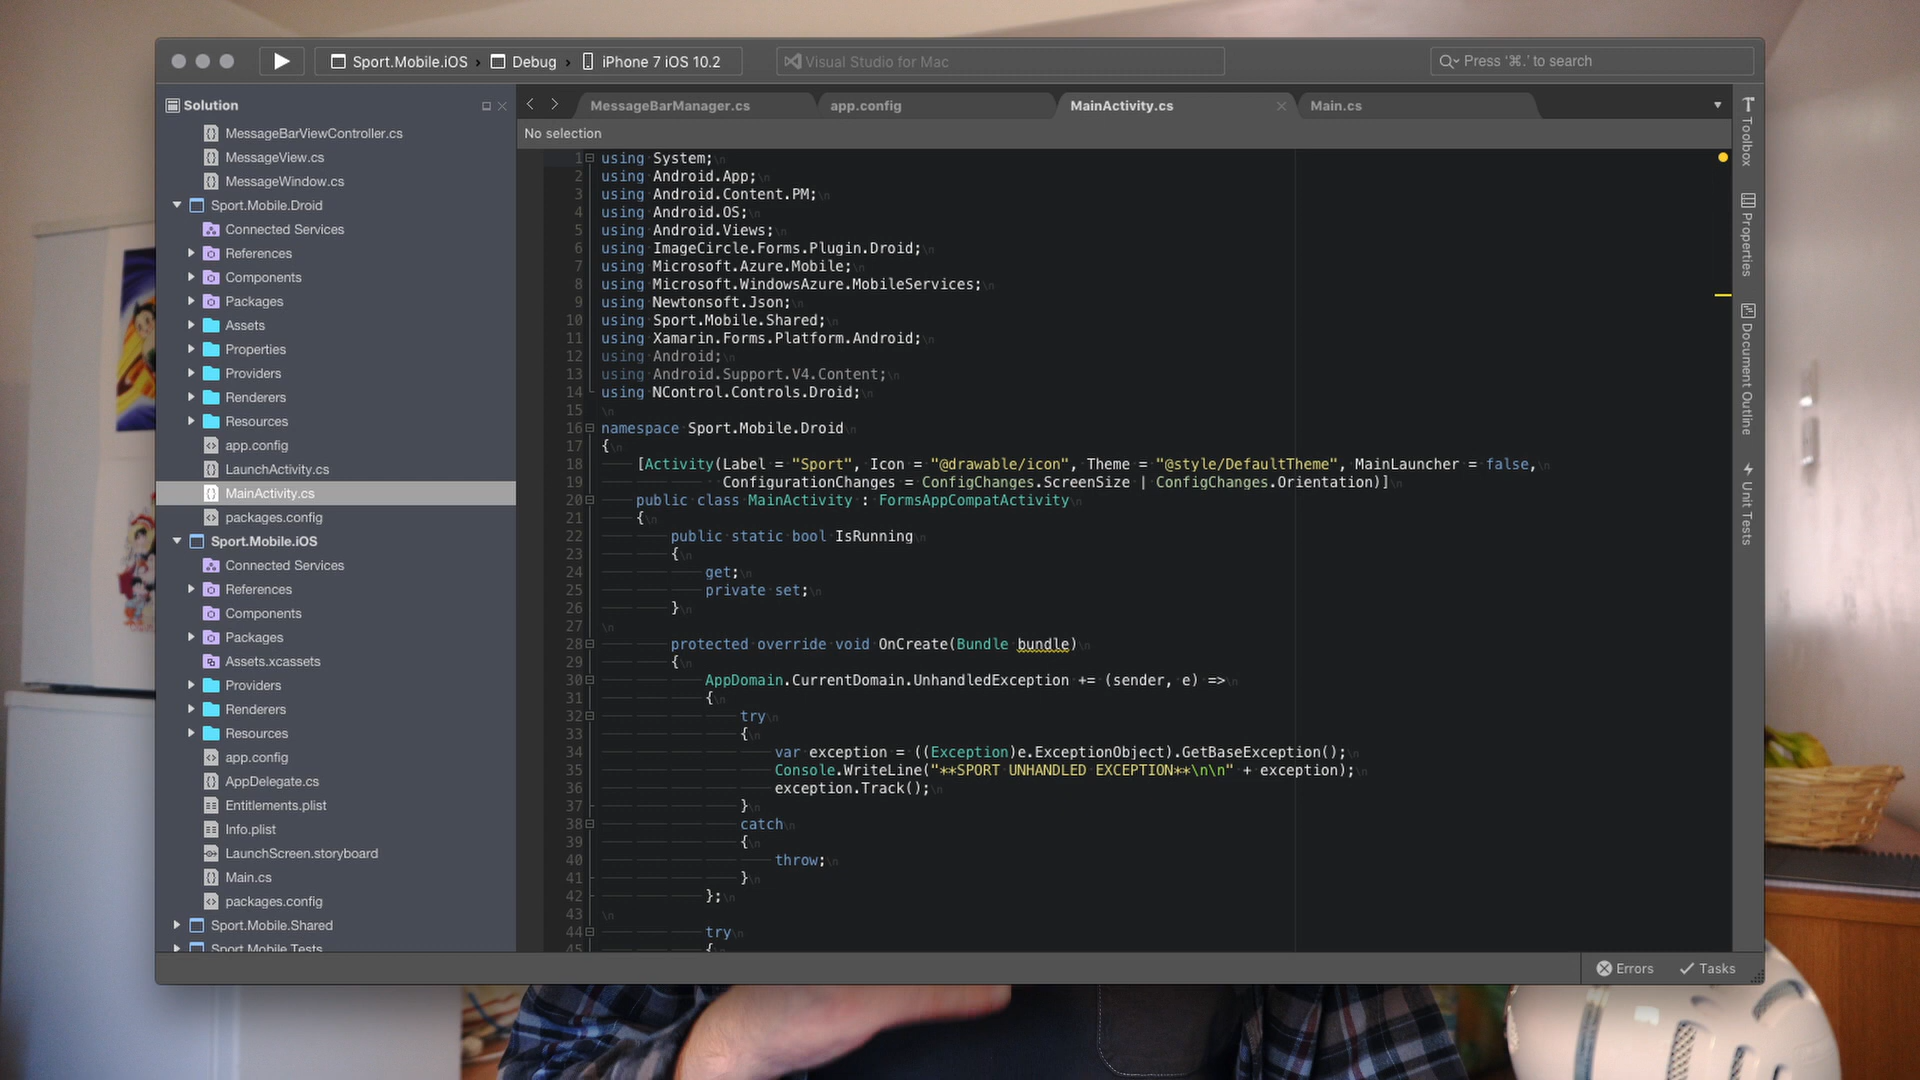 Sport.Mobile.iOS › Debug › iPhone 7 iOS 10.2
Visual Studio for Mac
Press '⌘.' to search
Solution
MessageBarViewController.cs
MessageView.cs
MessageWindow.cs
Sport.Mobile.Droid
Connected Services
References
Components
Packages
Assets
Properties
Providers
Renderers
Resources
app.config
LaunchActivity.cs
MainActivity.cs
packages.config
Sport.Mobile.iOS
Connected Services
References
Components
Packages
Assets.xcassets
Providers
Renderers
Resources
app.config
AppDelegate.cs
Entitlements.plist
Info.plist
LaunchScreen.storyboard
Main.cs
packages.config
Sport.Mobile.Shared
Sport.Mobile.Tests
MessageBarManager.cs
app.config
MainActivity.cs
Main.cs
No selection
1 using System;\n
2 using Android.App;\n
3 using Android.Content.PM;\n
4 using Android.OS;\n
5 using Android.Views;\n
6 using ImageCircle.Forms.Plugin.Droid;\n
7 using Microsoft.Azure.Mobile;\n
8 using Microsoft.WindowsAzure.MobileServices;\n
9 using Newtonsoft.Json;\n
10 using Sport.Mobile.Shared;\n
11 using Xamarin.Forms.Platform.Android;\n
12 using Android;\n
13 using Android.Support.V4.Content;\n
14 using NControl.Controls.Droid;\n
15 \n
16 namespace Sport.Mobile.Droid\n
17 {\n
18 [Activity(Label = "Sport", Icon = "@drawable/icon", Theme = "@style/DefaultTheme", MainLauncher = false,\n
19 ConfigurationChanges = ConfigChanges.ScreenSize | ConfigChanges.Orientation)]\n
20 public class MainActivity : FormsAppCompatActivity\n
21 {\n
22 public static bool IsRunning\n
23 {\n
24 get;\n
25 private set;\n
26 }\n
27 \n
28 protected override void OnCreate(Bundle bundle)\n
29 {\n
30 AppDomain.CurrentDomain.UnhandledException += (sender, e) =>\n
31 {\n
32 try\n
33 {\n
34 var exception = ((Exception)e.ExceptionObject).GetBaseException();\n
35 Console.WriteLine("**SPORT UNHANDLED EXCEPTION**\n\n" + exception);\n
36 exception.Track();\n
37 }\n
38 catch\n
39 {\n
40 throw;\n
41 }\n
42 };\n
43 \n
44 try\n
45 {\n
Toolbox
Properties
Document Outline
Unit Tests
Errors
Tasks